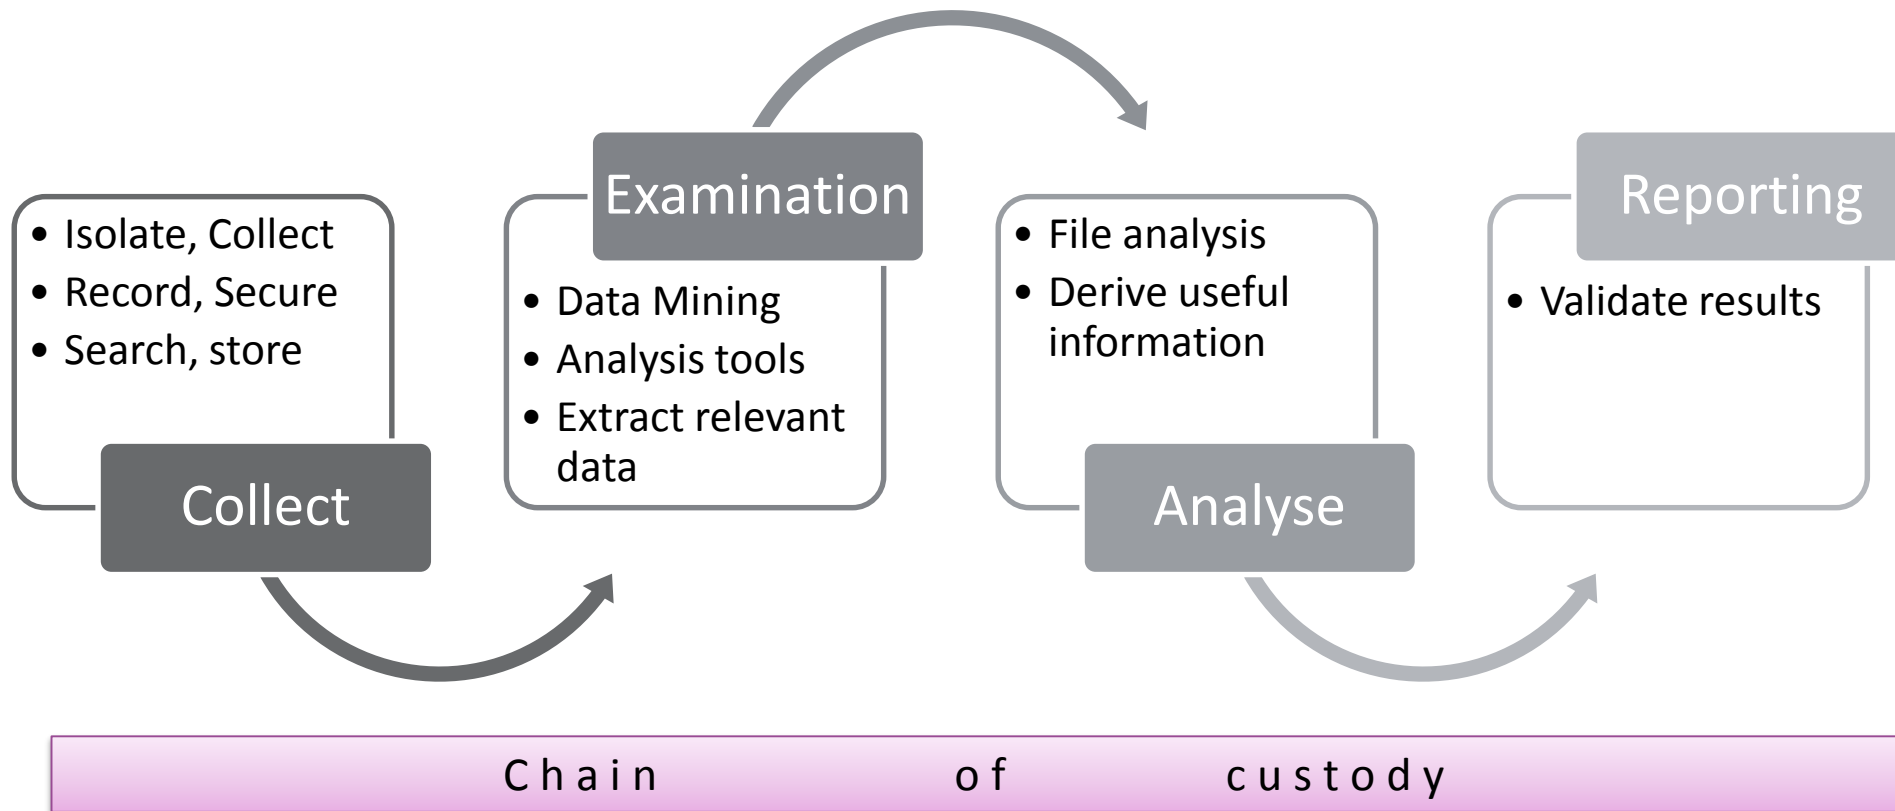 • Isolate, Collect
• Record, Secure
• Search, store
Collect
Examination
• Data Mining
• Analysis tools
• Extract relevant
data
• File analysis
• Derive useful
information
Analyse
Reporting
• Validate results
Chain of custody